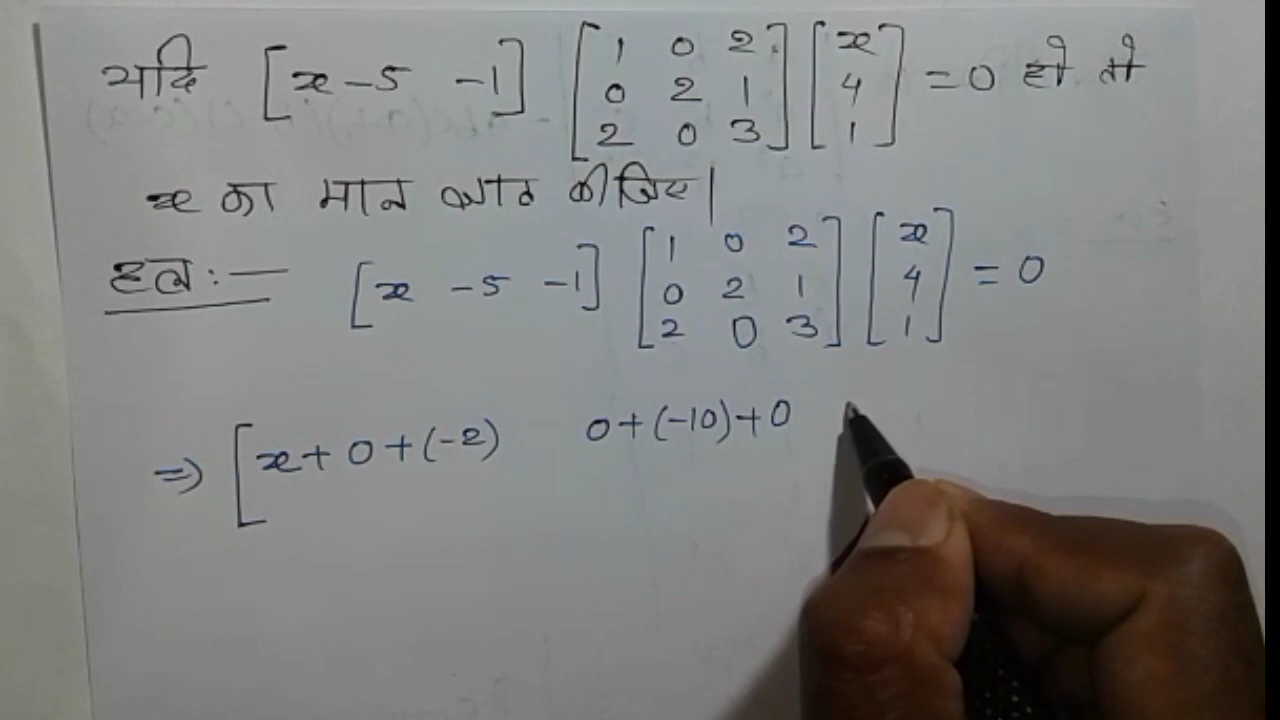 यदि [x -5 -1] [1 0 2; 0 2 1; 2 0 3] [x; 4; 1] = 0 हो तो
x का मान ज्ञात कीजिए।
हल :— [x -5 -1] [1 0 2; 0 2 1; 2 0 3] [x; 4; 1] = 0
⇒ [x + 0 + (-2) 0 + (-10) + 0